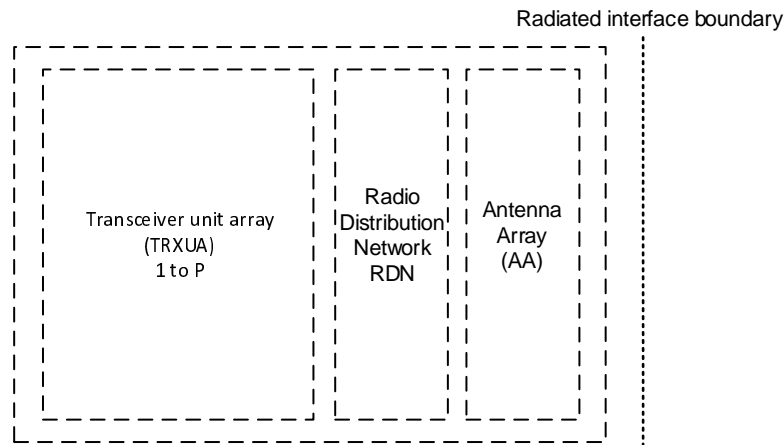 Radiated interface boundary
Transceiver unit array
(TRXUA)
1 to P
Radio
Distribution
Network
RDN
Antenna
Array
(AA)